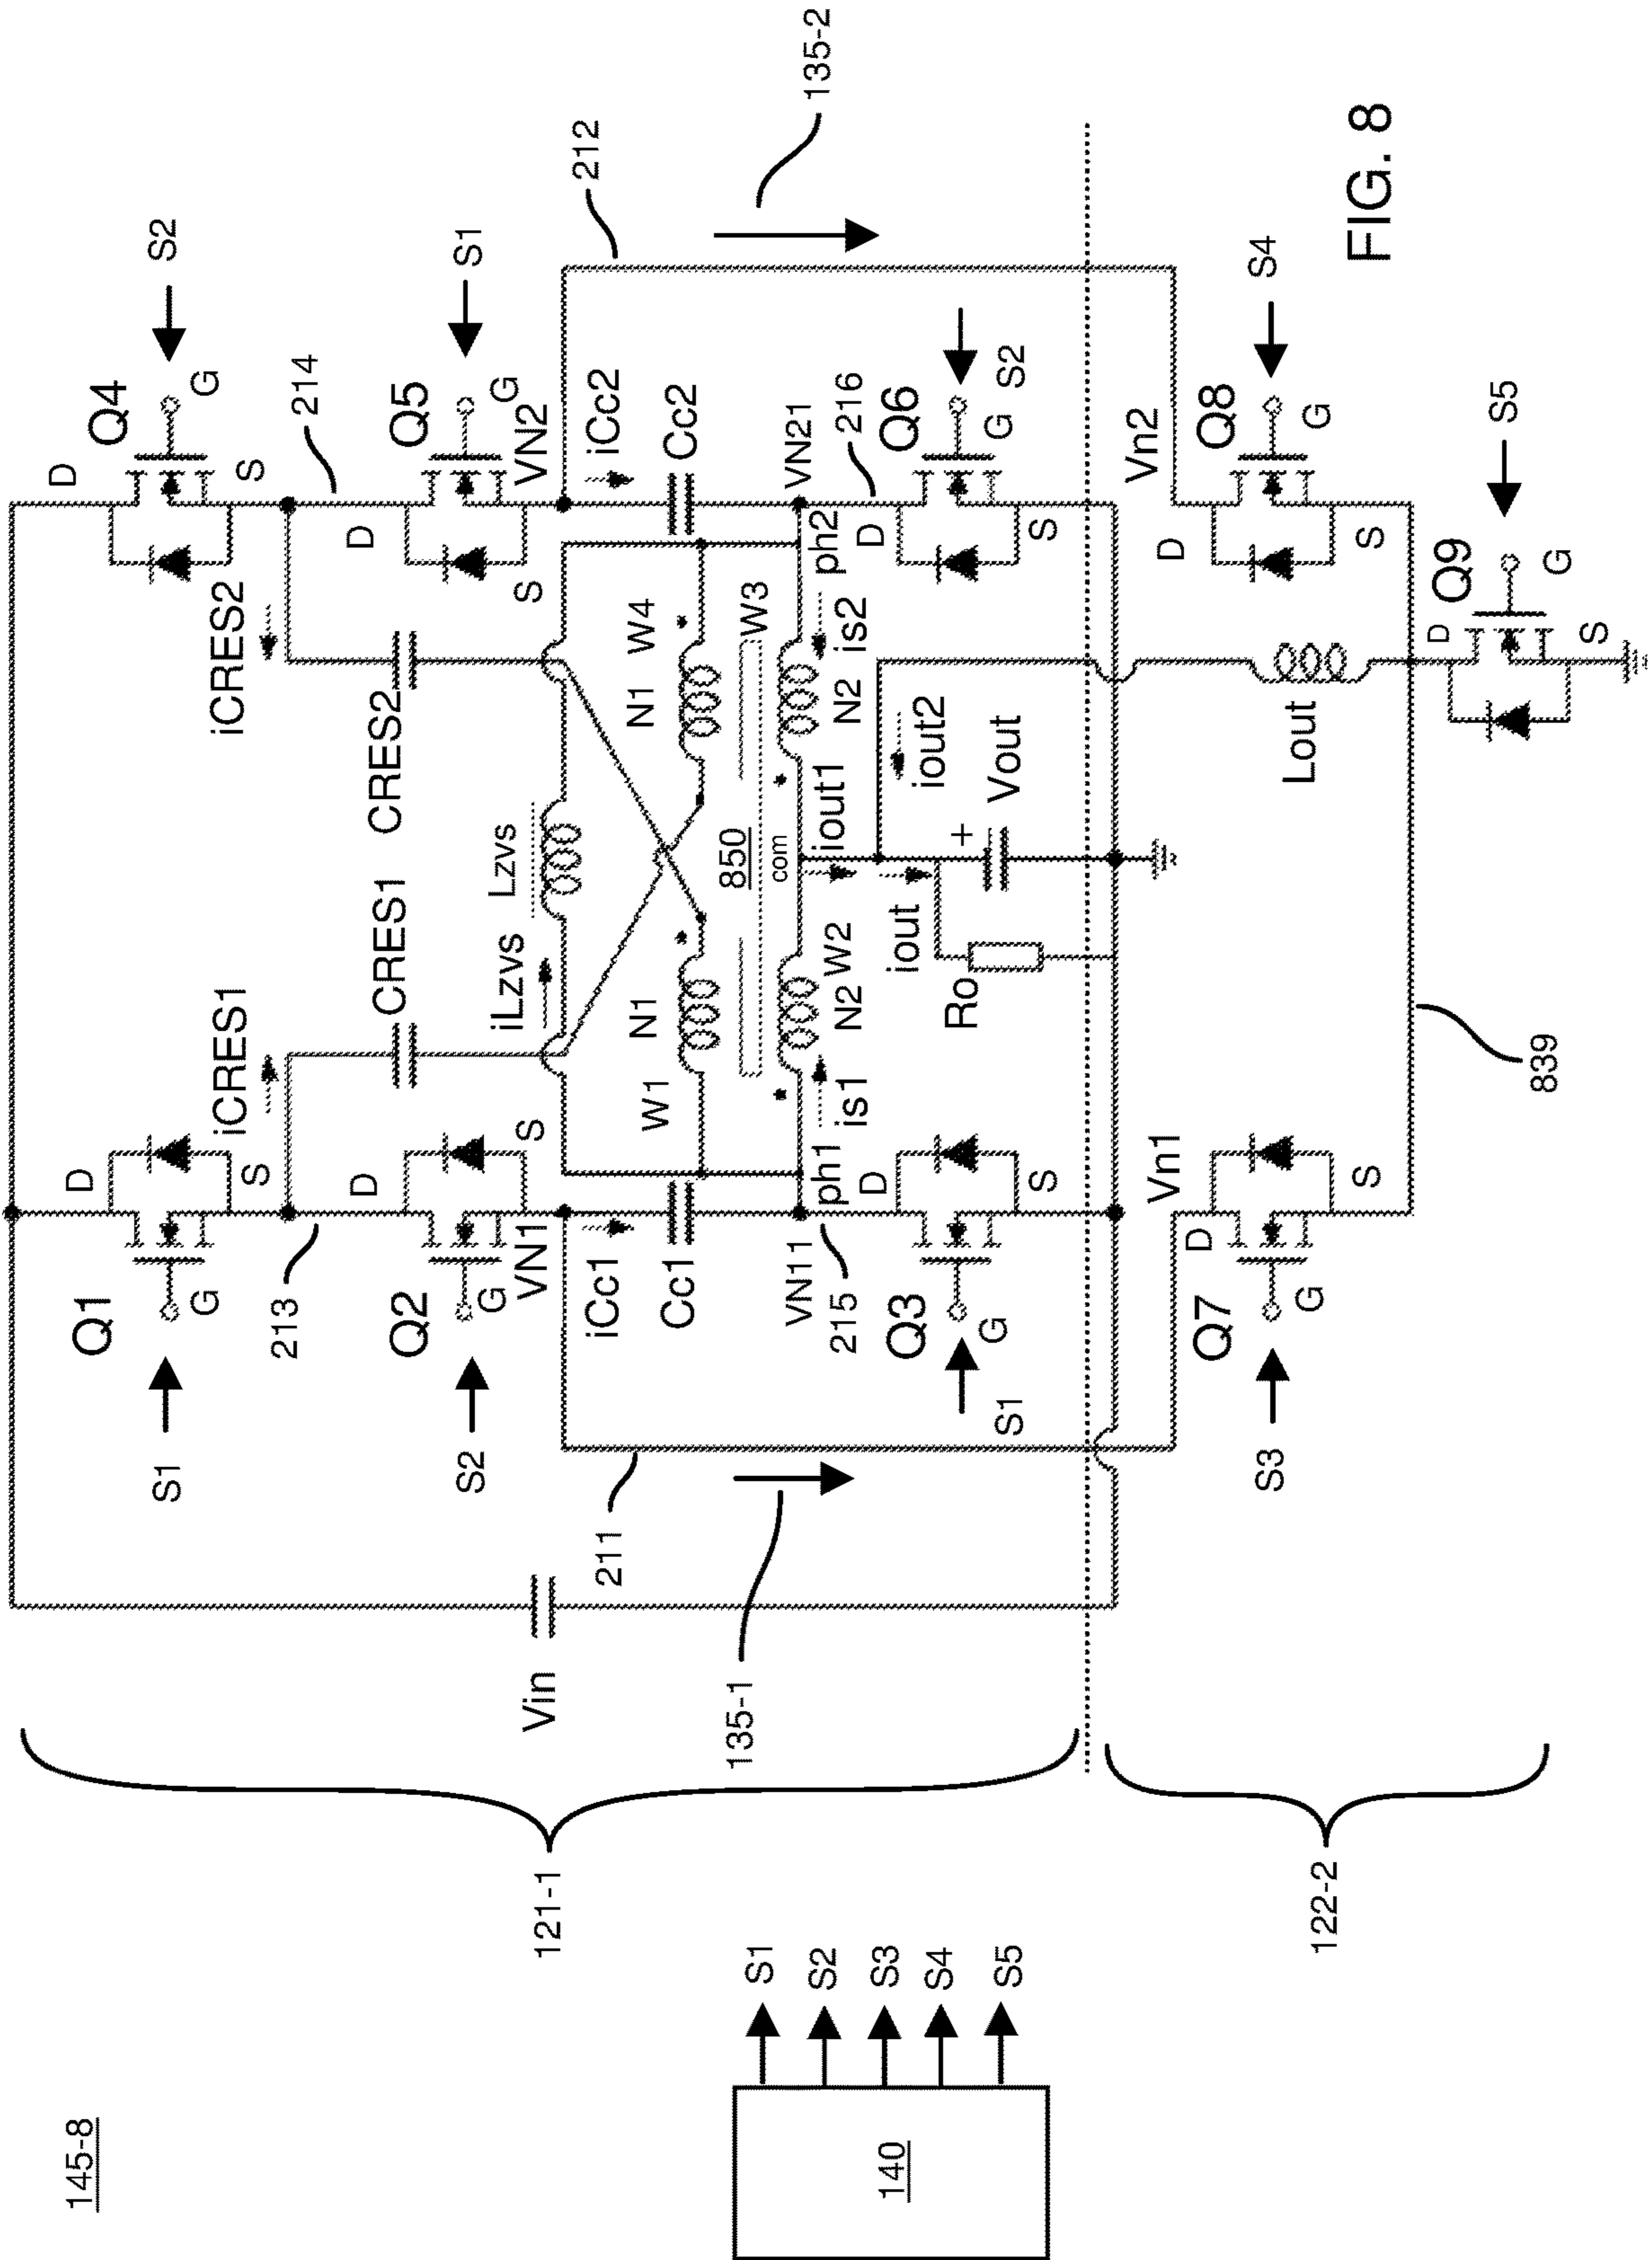 145-8
140
S1
S2
S3
S4
S5
121-1
122-2
Vin
135-1
211
S1
Q1
G
D
S
213
iCRES1
CRES1
S2
Q2
G
D
S
VN1
iCc1
Cc1
VN11
ph1
215
S1
Q3
G
D
S
iLzvs
Lzvs
W1
N1
N1
W4
850
com
is1
N2
W2
N2
W3
is2
iout1
iout
iout2
Ro
+
Vout
iCRES2
CRES2
D
Q4
G
S
S2
214
D
Q5
G
S
S1
VN2
iCc2
Cc2
VN21
ph2
216
D
Q6
G
S
S2
212
135-2
Vn1
D
Q7
G
S
S3
839
Vn2
D
Q8
G
S
S4
Lout
D
Q9
G
S
S5
FIG. 8